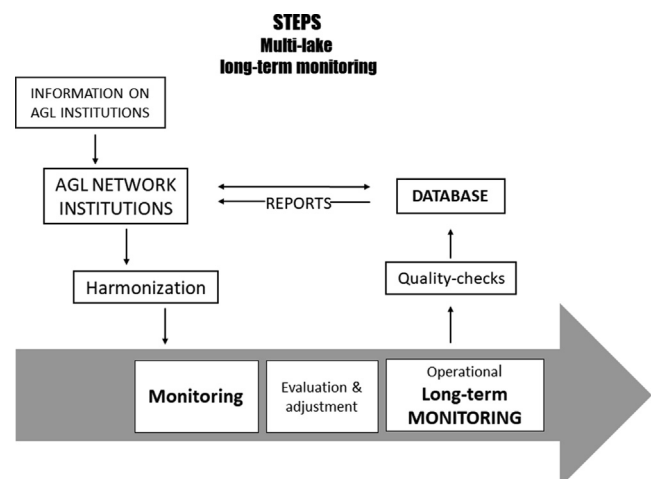 STEPS
Multi-lake
long-term monitoring
INFORMATION ON
AGL INSTITUTIONS
AGL NETWORK
INSTITUTIONS
REPORTS
DATABASE
Harmonization
Quality-checks
Monitoring
Evaluation &
adjustment
Operational
Long-term
MONITORING